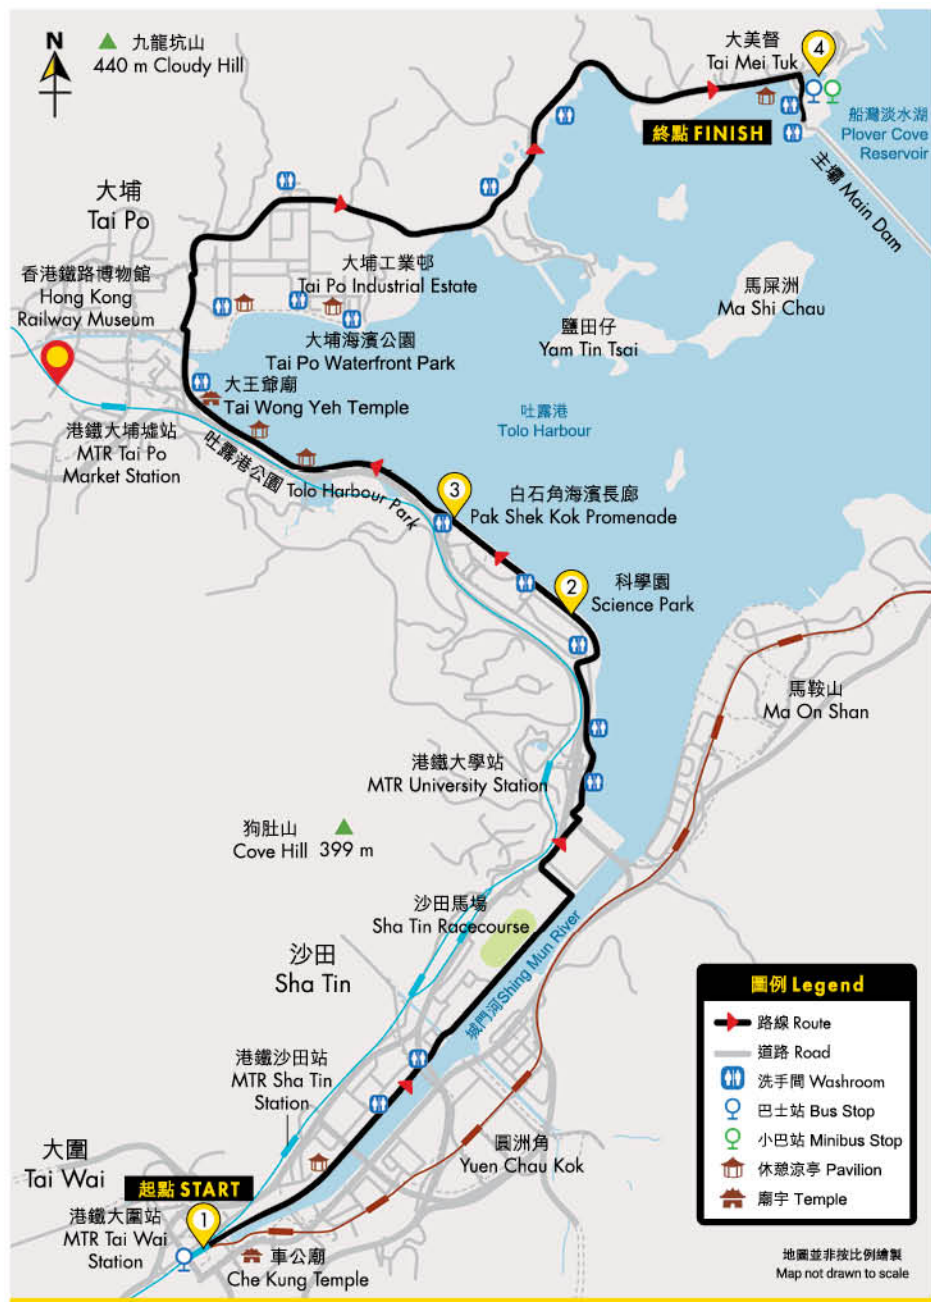 N
九龍坑山
440 m Cloudy Hill
大美督
Tai Mei Tuk
4
終點 FINISH
船灣淡水湖
Plover Cove
Reservoir
主壩 Main Dam
大埔
Tai Po
香港鐵路博物館
Hong Kong
Railway Museum
大埔工業邨
Tai Po Industrial Estate
馬屎洲
Ma Shi Chau
鹽田仔
Yam Tin Tsai
大埔海濱公園
Tai Po Waterfront Park
大王爺廟
Tai Wong Yeh Temple
吐露港
Tolo Harbour
港鐵大埔墟站
MTR Tai Po
Market Station
吐露港公園 Tolo Harbour Park
3
白石角海濱長廊
Pak Shek Kok Promenade
2
科學園
Science Park
馬鞍山
Ma On Shan
港鐵大學站
MTR University Station
狗肚山
Cove Hill 399 m
沙田馬場
Sha Tin Racecourse
沙田
Sha Tin
城門河 Shing Mun River
港鐵沙田站
MTR Sha Tin
Station
圓洲角
Yuen Chau Kok
大圍
Tai Wai
起點 START
1
港鐵大圍站
MTR Tai Wai
Station
車公廟
Che Kung Temple
圖例 Legend
路線 Route
道路 Road
洗手間 Washroom
巴士站 Bus Stop
小巴站 Minibus Stop
休憩涼亭 Pavilion
廟宇 Temple
地圖並非按比例繪製
Map not drawn to scale